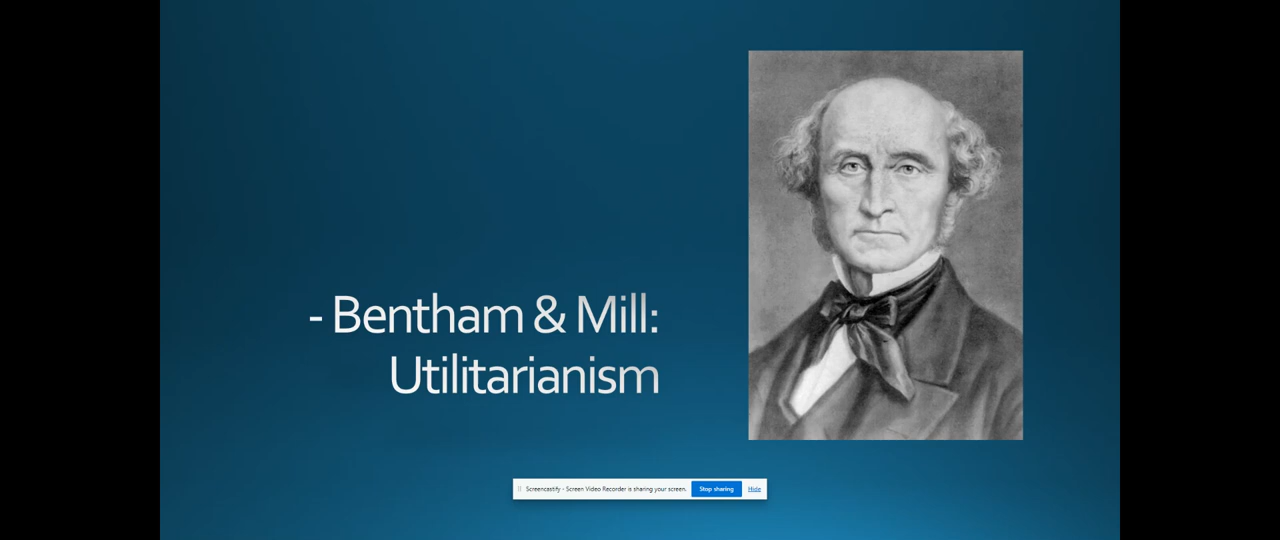 - Bentham & Mill:
Utilitarianism
Screencastify - Screen Video Recorder is sharing your screen. Stop sharing Hide